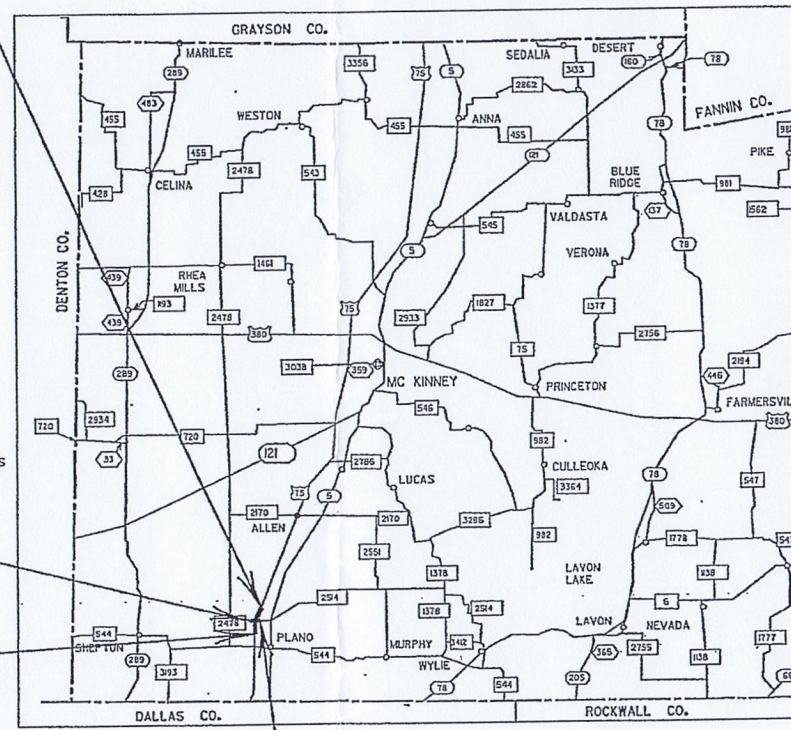 GRAYSON CO.
MARILEE
289
3356
75
5
SEDALIA
DESERT
160
78
3133
2862
483
455
WESTON
ANNA
78
FANNIN CO.
455
455
455
121
PIKE
981
CELINA
2478
543
BLUE
RIDGE
428
137
1562
VALDASTA
545
5
78
VERONA
DENTON CO.
439
RHEA
MILLS
1461
1377
439
2478
75
2933
1827
380
75
2756
2194
289
3038
359
MC KINNEY
PRINCETON
446
546
FARMERSVIL
380
2934
720
720
982
33
121
2786
CULLEOKA
78
547
75
5
LUCAS
3364
509
2170
ALLEN
2170
3286
982
1778
2551
LAVON
LAKE
1378
1138
2514
1378
2514
6
2478
544
SHEPTON
PLANO
3412
LAVON
NEVADA
544
MURPHY
WYLIE
365
2755
1138
1777
289
3193
78
544
205
DALLAS CO.
ROCKWALL CO.